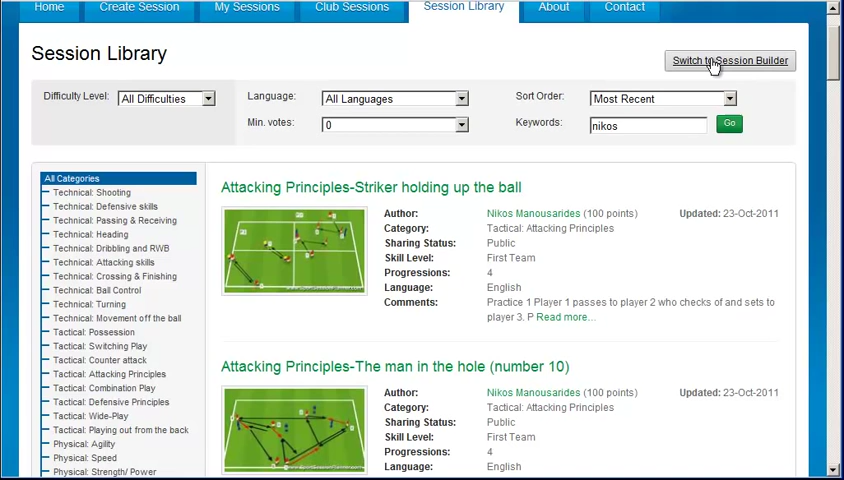 Home Create Session My Sessions Club Sessions Session Library About Contact
Session Library
Switch to Session Builder
Difficulty Level: All Difficulties Language: All Languages Sort Order: Most Recent
Min. votes: 0 Keywords: nikos Go
All Categories
Technical: Shooting
Technical: Defensive skills
Technical: Passing & Receiving
Technical: Heading
Technical: Dribbling and RWB
Technical: Attacking skills
Technical: Crossing & Finishing
Technical: Ball Control
Technical: Turning
Technical: Movement off the ball
Tactical: Possession
Tactical: Switching Play
Tactical: Counter attack
Tactical: Attacking Principles
Tactical: Combination Play
Tactical: Defensive Principles
Tactical: Wide-Play
Tactical: Playing out from the back
Physical: Agility
Physical: Speed
Physical: Strength/ Power
Attacking Principles-Striker holding up the ball
Author: Nikos Manousarides (100 points) Updated: 23-Oct-2011
Category: Tactical: Attacking Principles
Sharing Status: Public
Skill Level: First Team
Progressions: 4
Language: English
Comments: Practice 1 Player 1 passes to player 2 who checks of and sets to
player 3. P Read more...
Attacking Principles-The man in the hole (number 10)
Author: Nikos Manousarides (100 points) Updated: 23-Oct-2011
Category: Tactical: Attacking Principles
Sharing Status: Public
Skill Level: First Team
Progressions: 4
Language: English